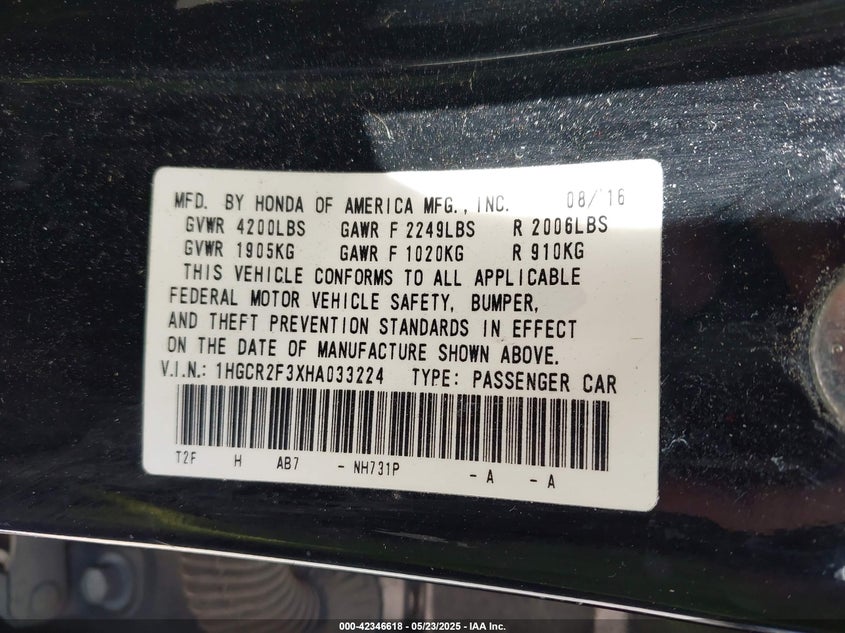 MFD. BY HONDA OF AMERICA MFG., INC. 08/'16
GVWR 4200LBS GAWR F 2249LBS R 2006LBS
GVWR 1905KG GAWR F 1020KG R 910KG
THIS VEHICLE CONFORMS TO ALL APPLICABLE
FEDERAL MOTOR VEHICLE SAFETY, BUMPER,
AND THEFT PREVENTION STANDARDS IN EFFECT
ON THE DATE OF MANUFACTURE SHOWN ABOVE.
V.I.N.: 1HGCR2F3XHA033224 TYPE: PASSENGER CAR
T2F H AB7 - NH731P - A - A
000-42346618 - 05/23/2025 - IAA Inc.